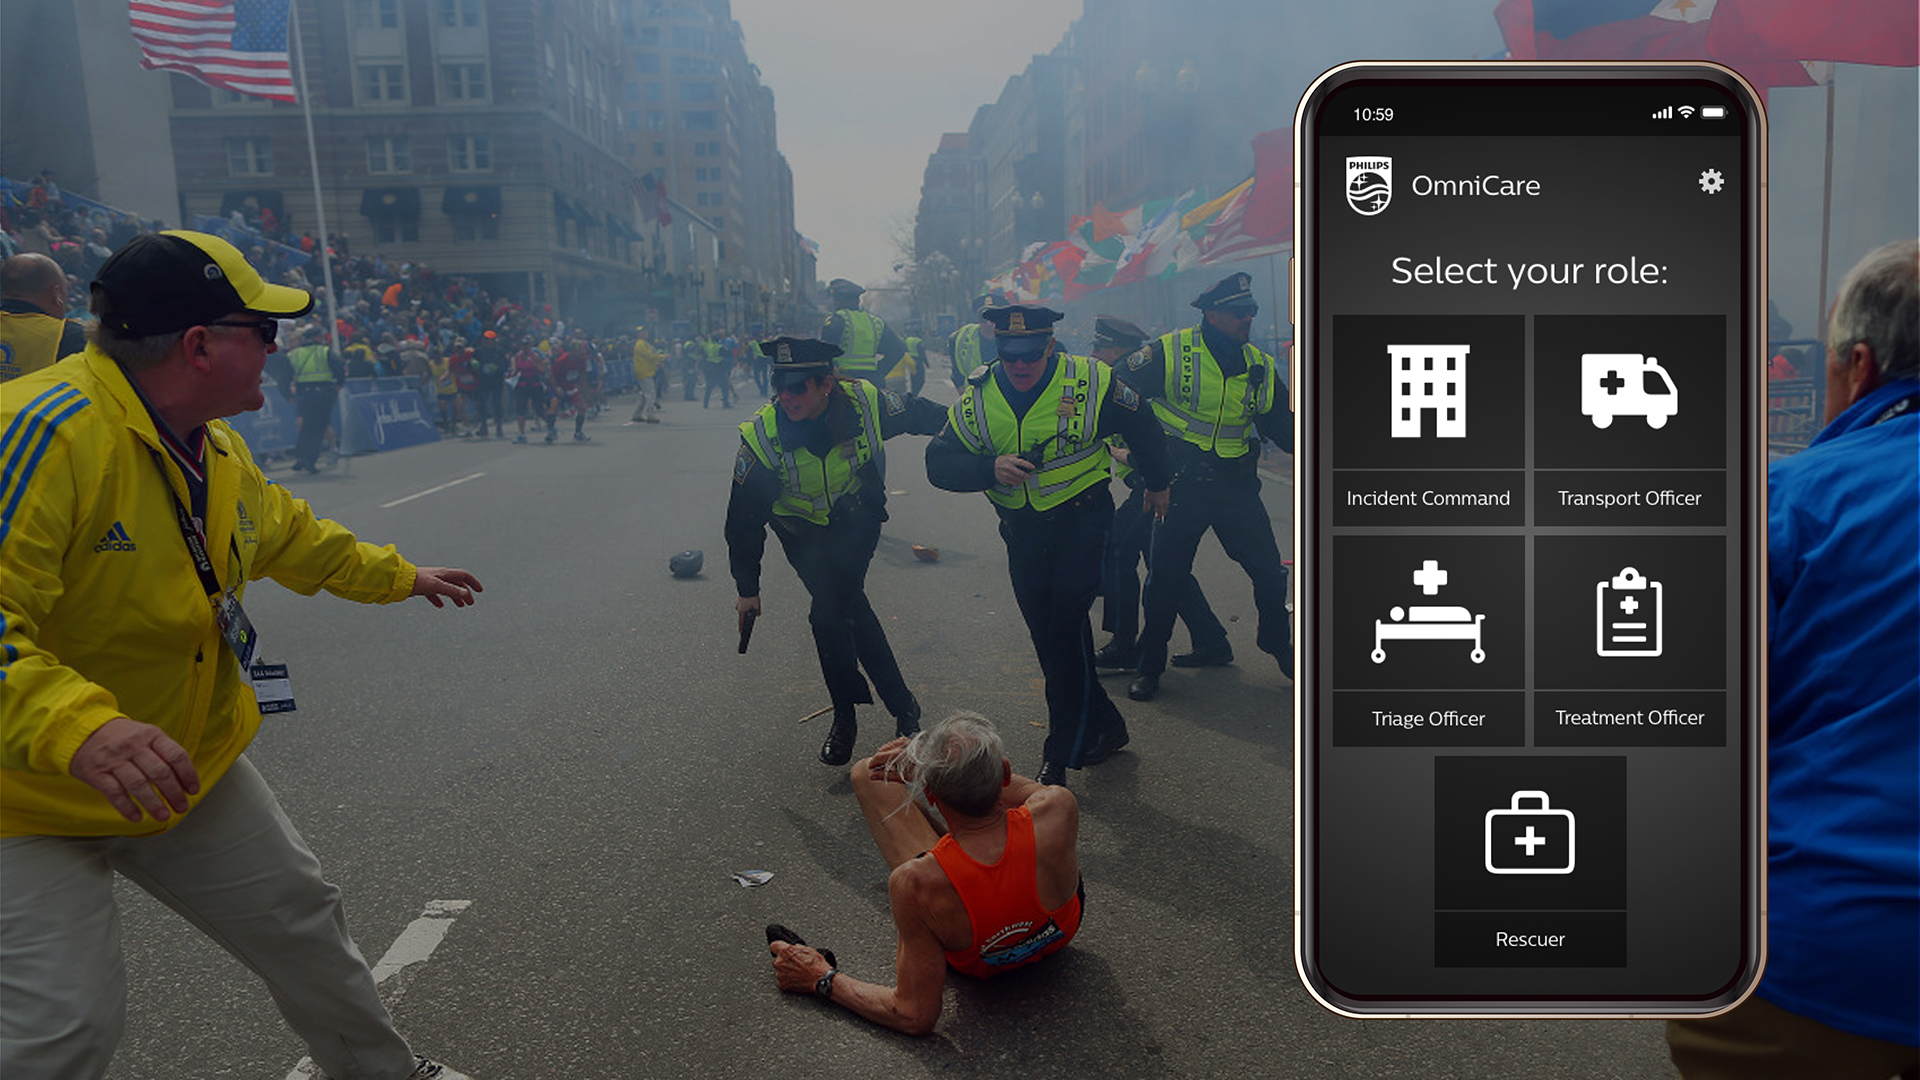 10:59
PHILIPS
OmniCare
Select your role:
Incident Command
Transport Officer
Triage Officer
Treatment Officer
Rescuer
adidas
BOSTON
POLICE